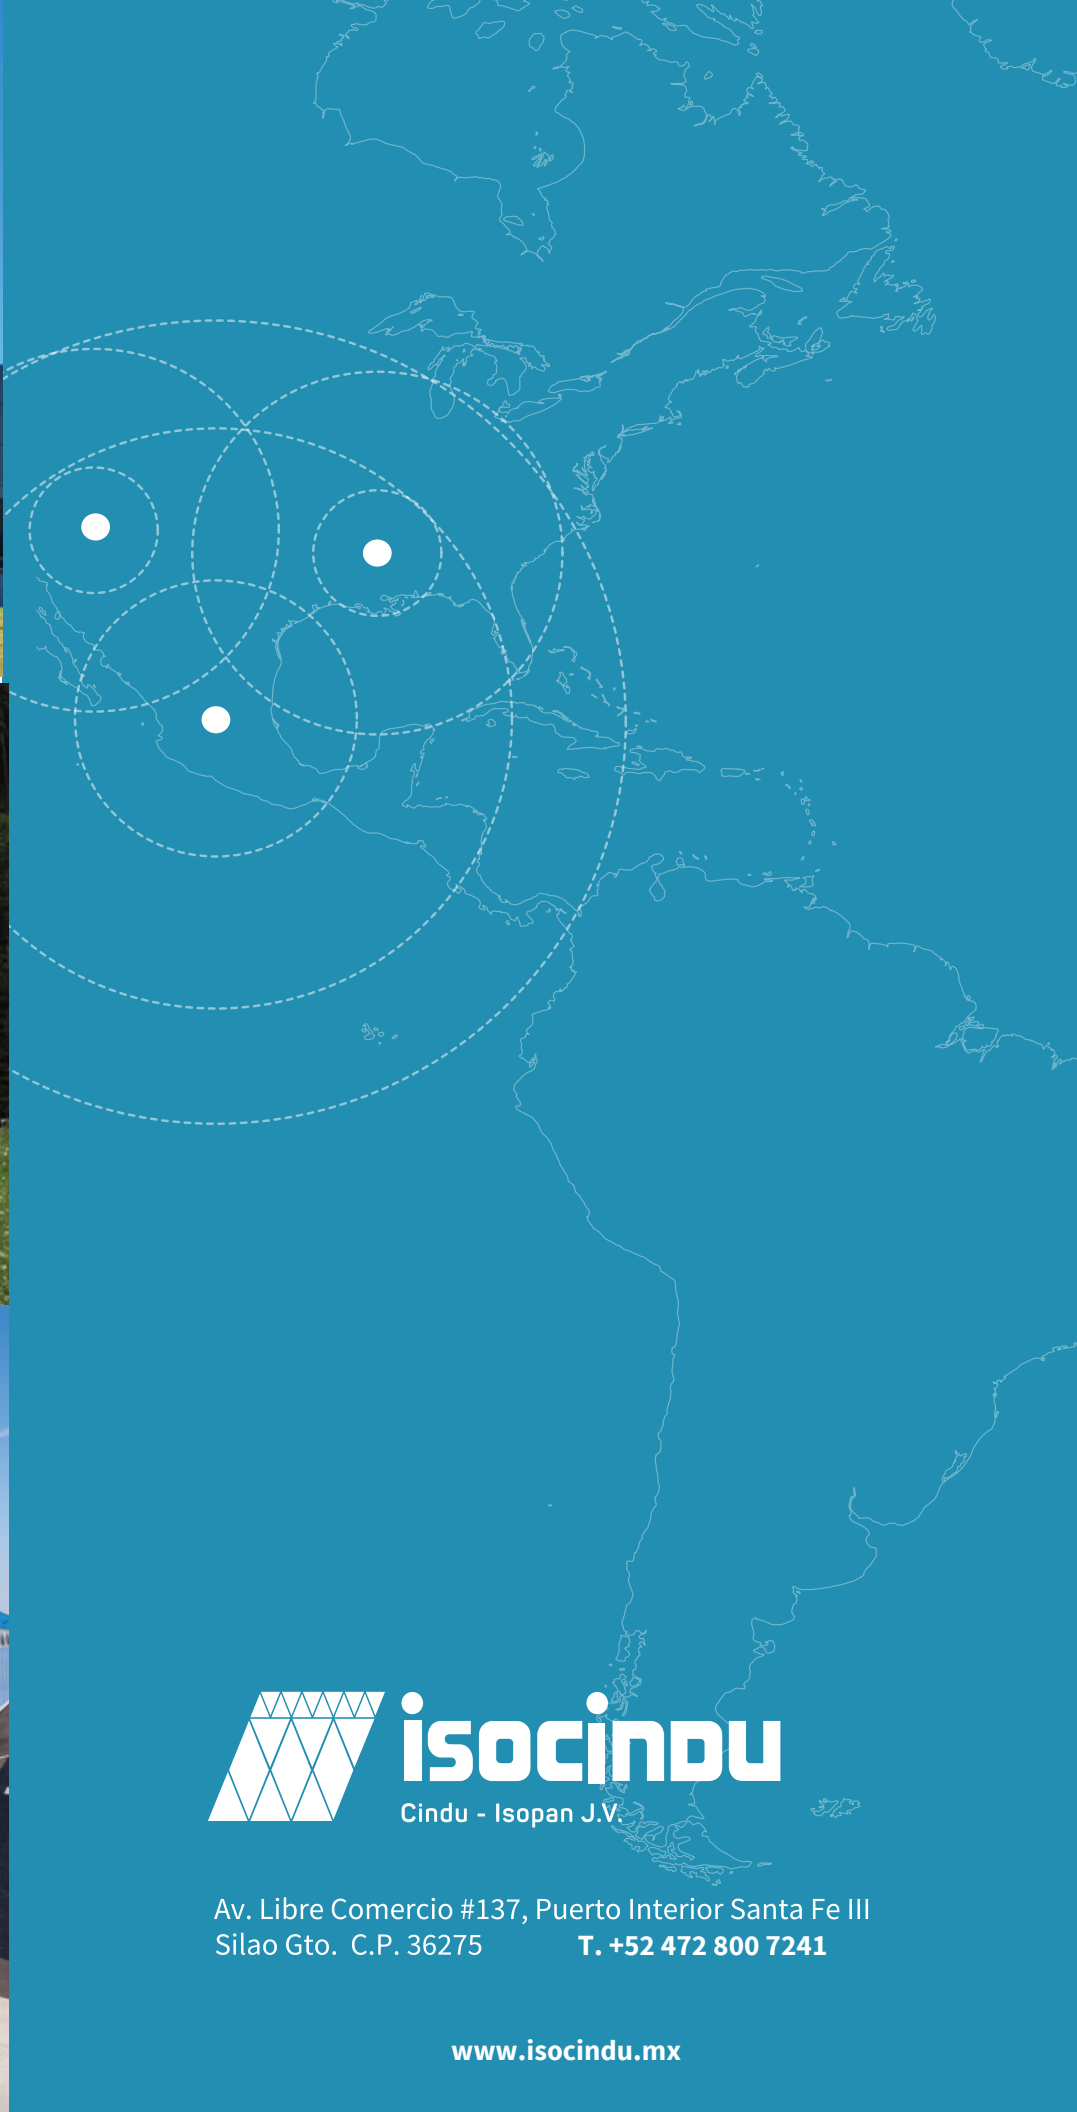 isocindu
Cindu - Isopan J.V.
Av. Libre Comercio #137, Puerto Interior Santa Fe III
Silao Gto. C.P. 36275 T. +52 472 800 7241
www.isocindu.mx